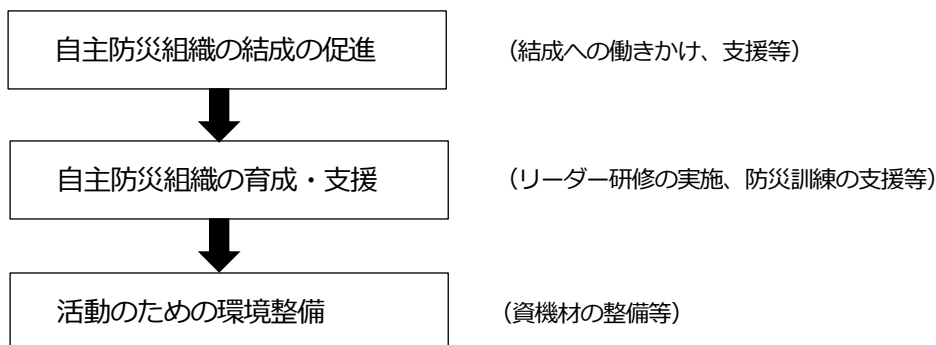 自主防災組織の結成の促進 （結成への働きかけ、支援等）
自主防災組織の育成・支援 （リーダー研修の実施、防災訓練の支援等）
活動のための環境整備 （資機材の整備等）